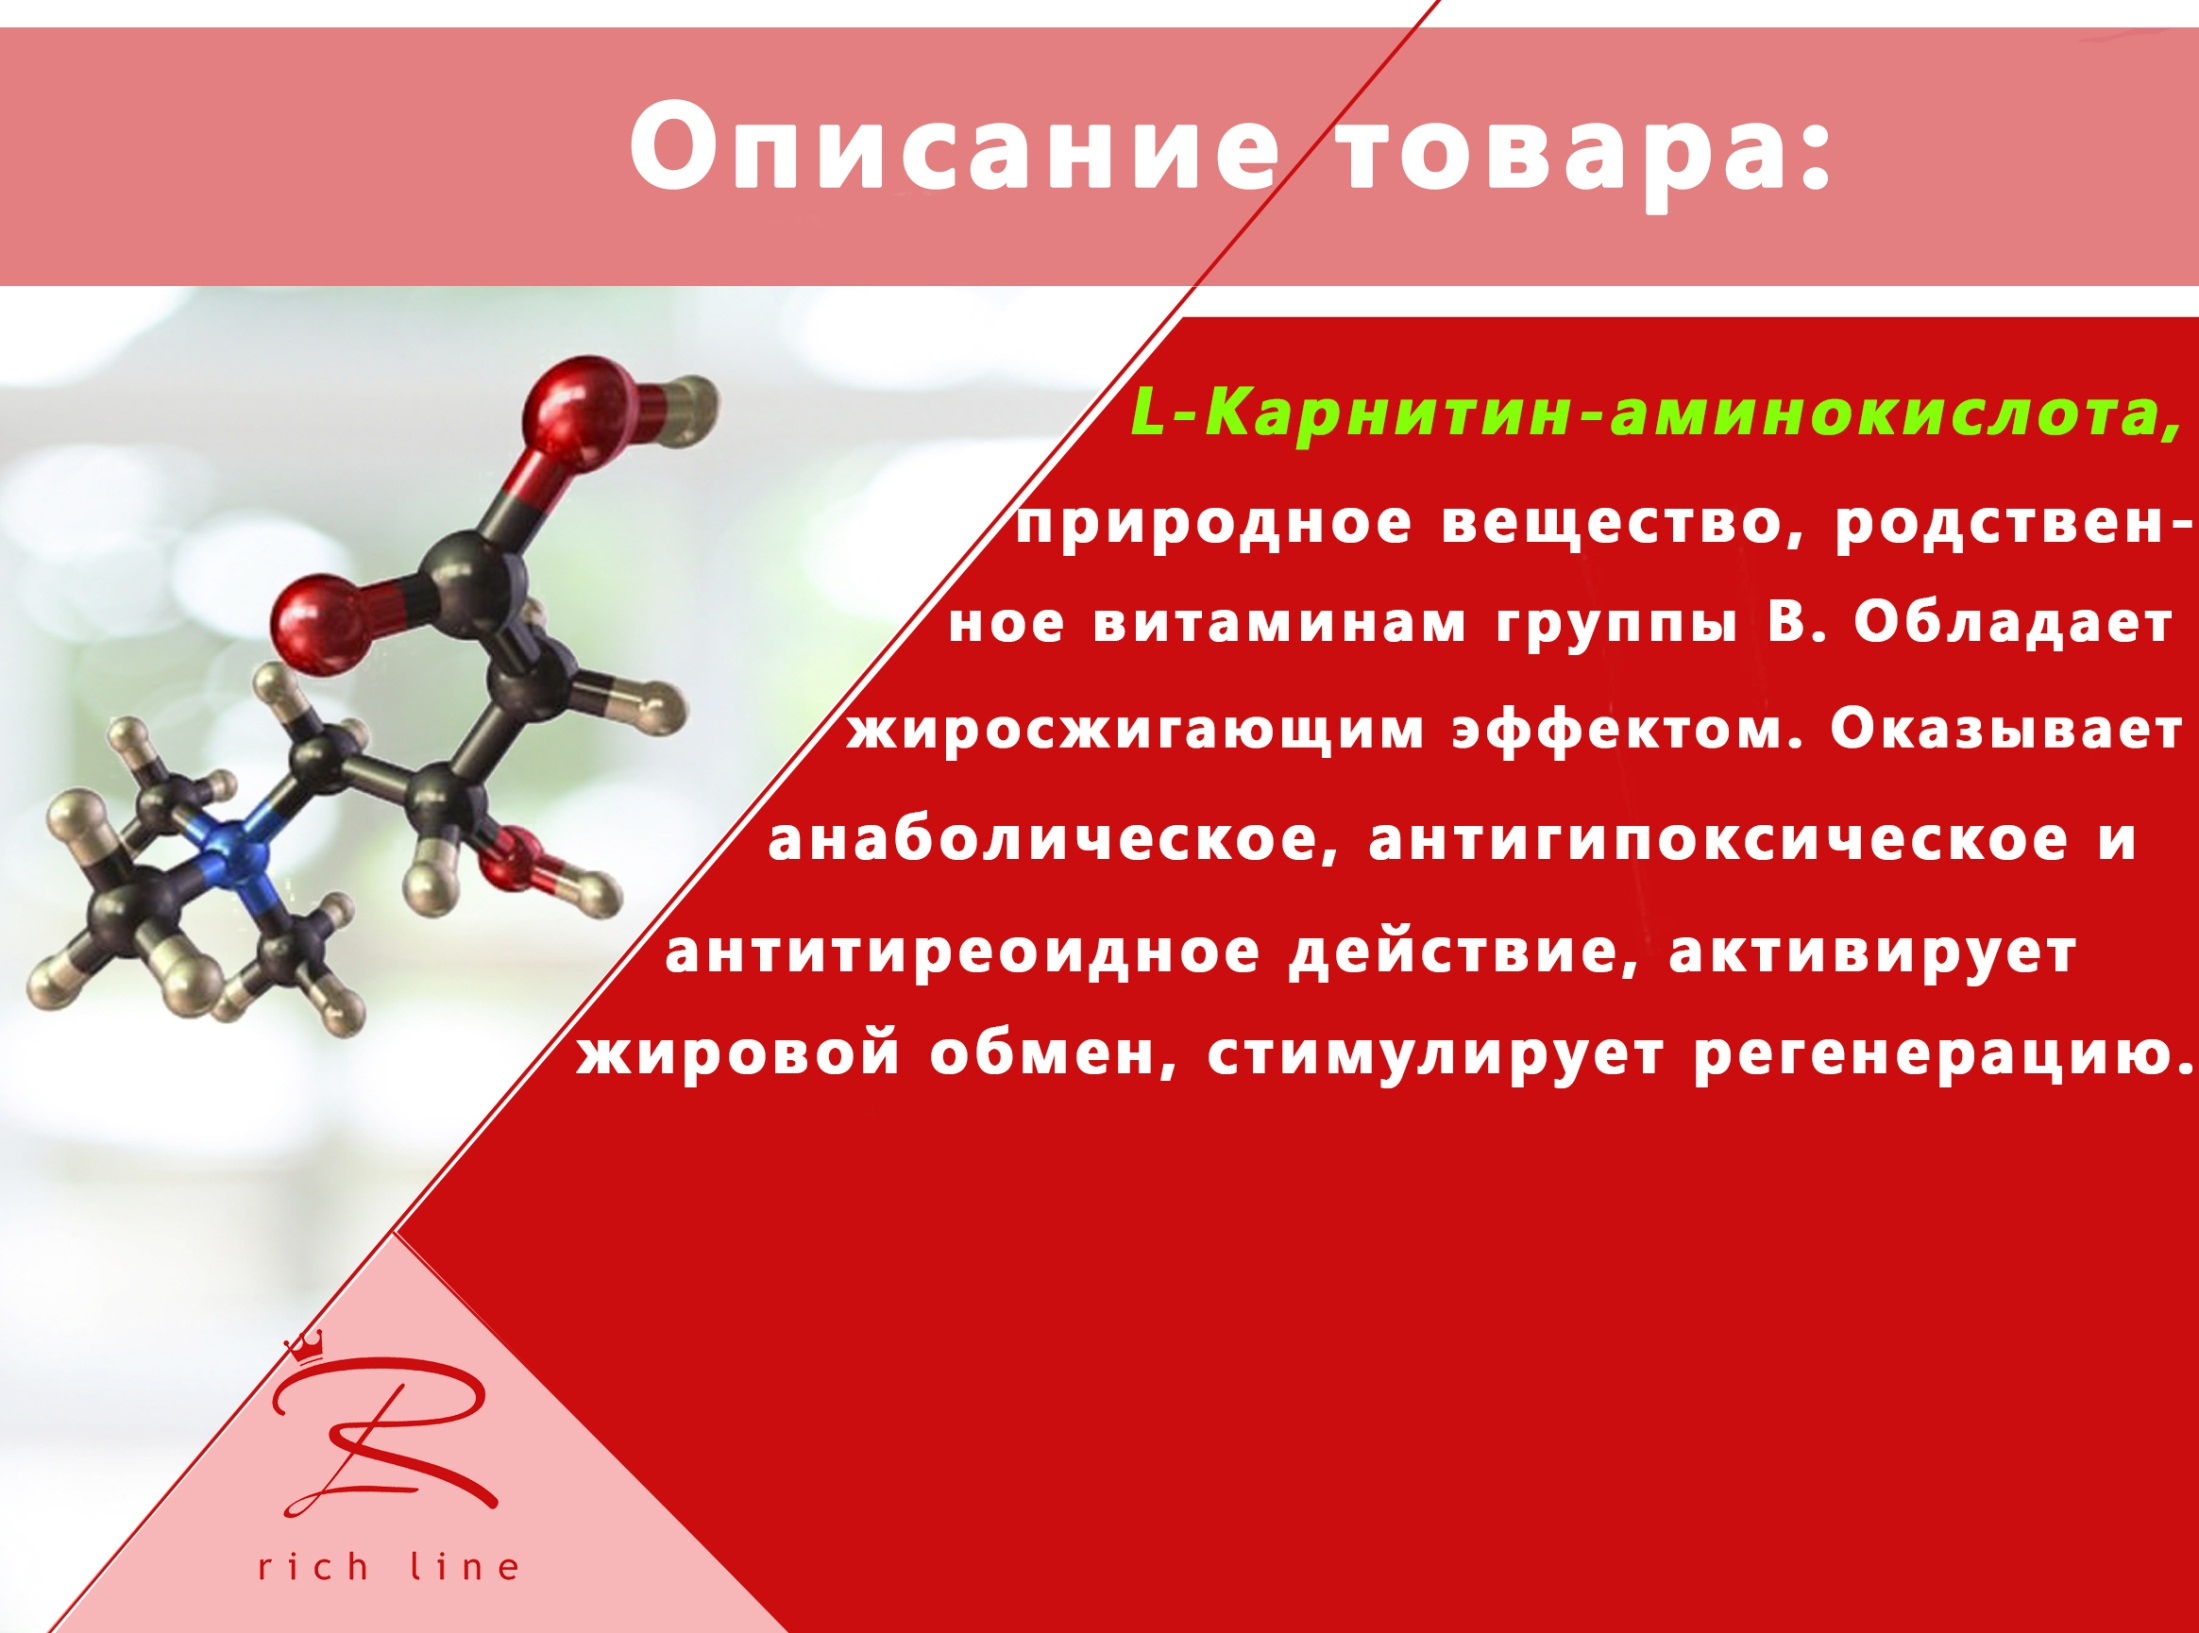 Описание товара:
L-Карнитин-аминокислота,
природное вещество, родствен-
ное витаминам группы В. Обладает
жиросжигающим эффектом. Оказывает
анаболическое, антигипоксическое и
антитиреоидное действие, активирует
жировой обмен, стимулирует регенерацию.
rich line